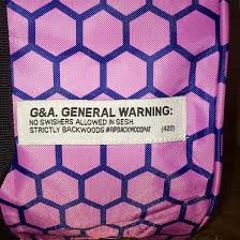 G&A. GENERAL WARNING:
NO SWISHERS ALLOWED IN SESH.
STRICTLY BACKWOODS #RIPBACKWOODPAT (420)